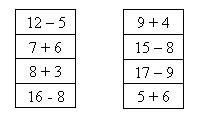 12 – 5
7 + 6
8 + 3
16 - 8
9 + 4
15 – 8
17 – 9
5 + 6